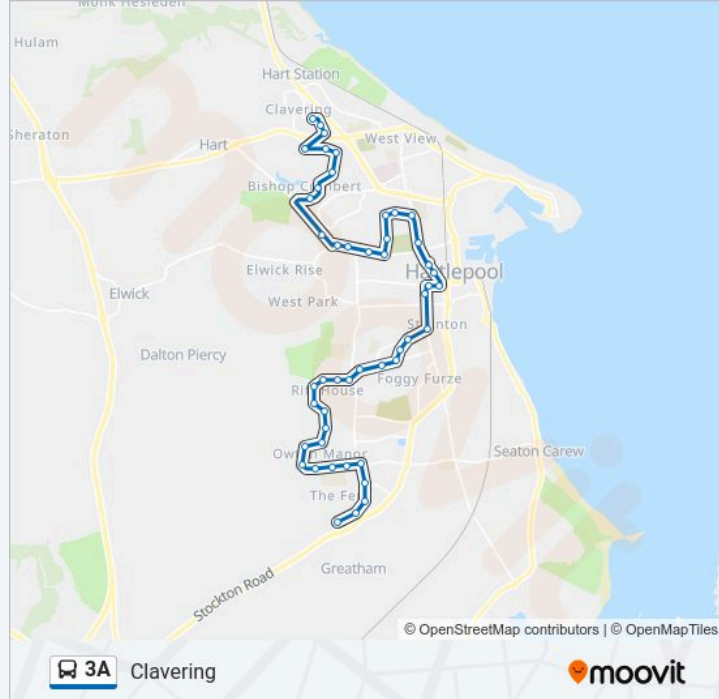 Monk Hesleden
Hulam
Hart Station
Clavering
Sheraton
Hart
West View
Bishop Cuthbert
Elwick Rise
Hartlepool
Elwick
West Park
Stranton
Dalton Piercy
Foggy Furze
Rift House
Owton Manor
Seaton Carew
The Fens
Greatham
Stockton Road
© OpenStreetMap contributors | © OpenMapTiles
3A Clavering
moovit